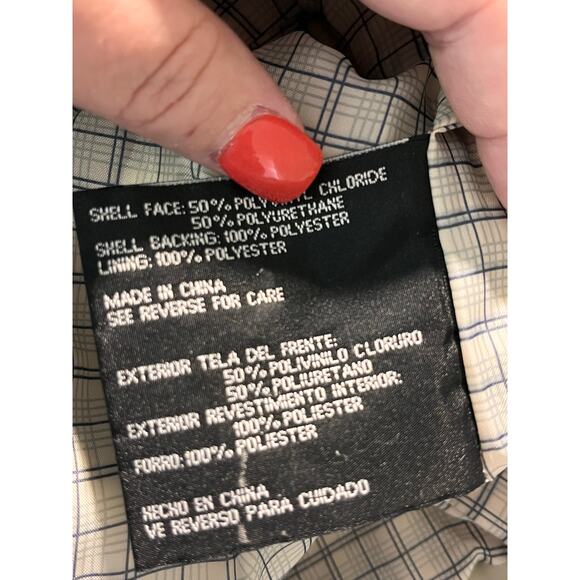 SHELL FACE: 50% POLYVINYL CHLORIDE
50% POLYURETHANE
SHELL BACKING: 100% POLYESTER
LINING: 100% POLYESTER
MADE IN CHINA
SEE REVERSE FOR CARE
EXTERIOR TELA DEL FRENTE:
50% POLIVINILO CLORURO
50% POLIURETANO
EXTERIOR REVESTIMIENTO INTERIOR:
100% POLIESTER
FORRO: 100% POLIESTER
HECHO EN CHINA
VE REVERSO PARA CUIDADO